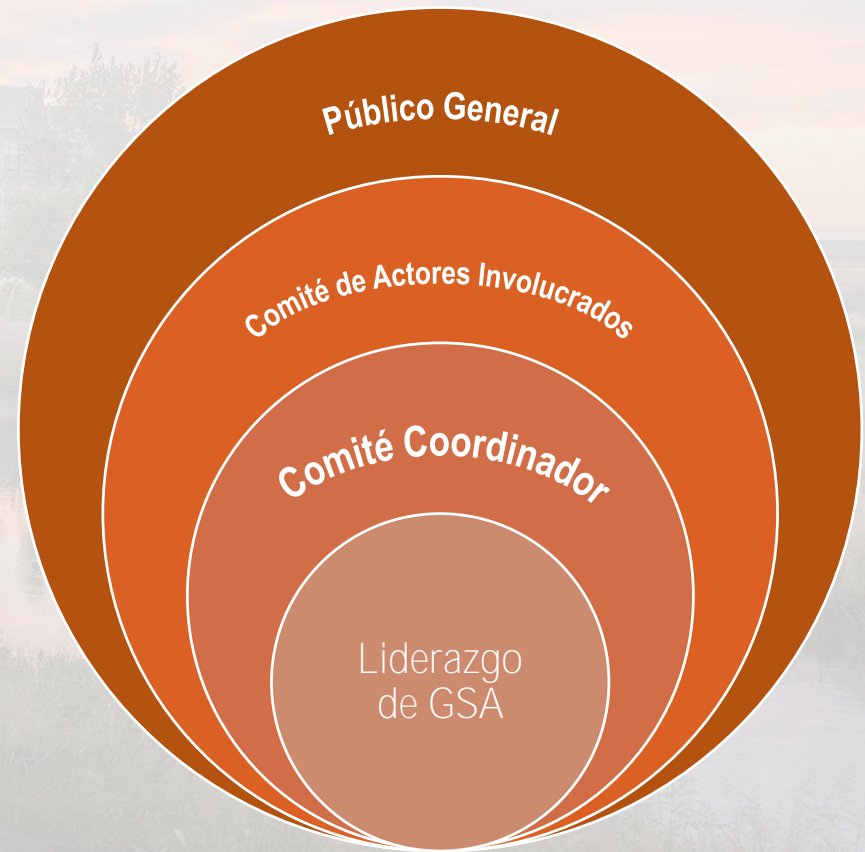 Público General
Comité de Actores Involucrados
Comité Coordinador
Liderazgo
de GSA